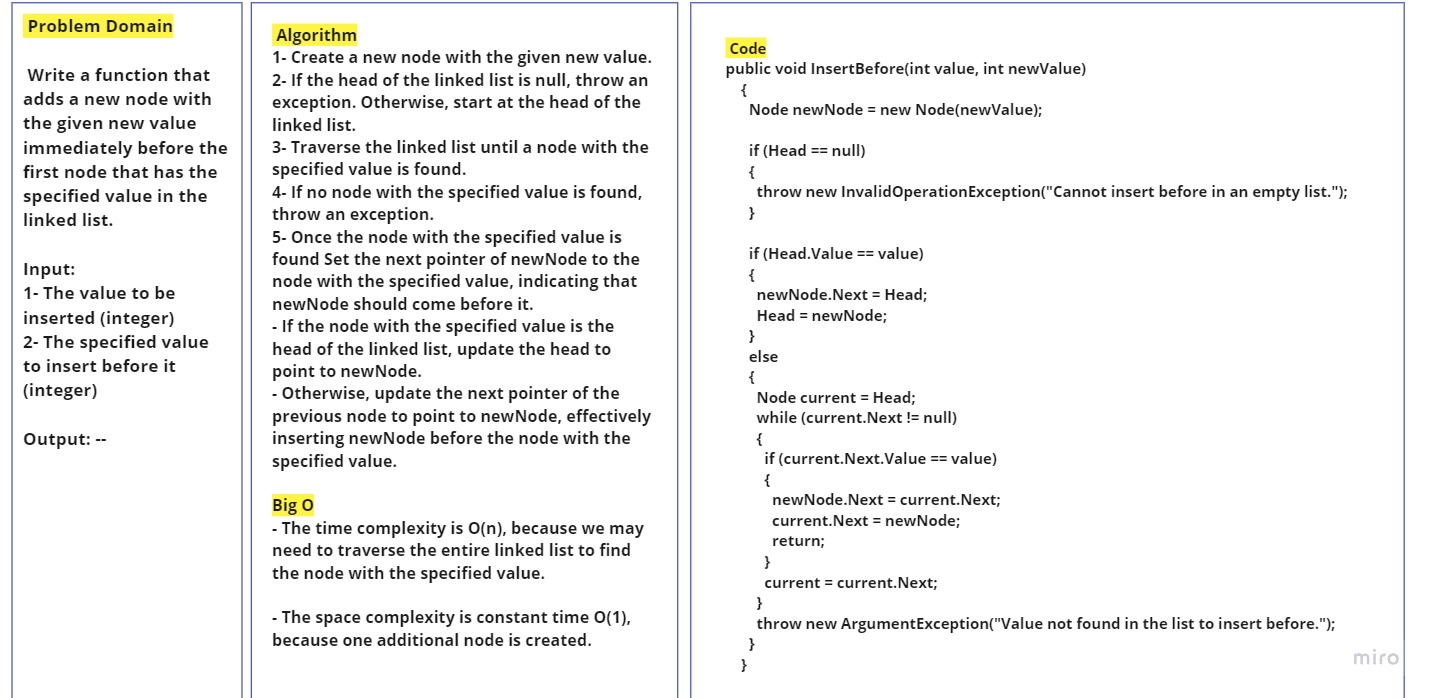 Problem Domain
Write a function that
adds a new node with
the given new value
immediately before the
first node that has the
specified value in the
linked list.
Input:
1- The value to be
inserted (integer)
2- The specified value
to insert before it
(integer)
Output: --
Algorithm
1- Create a new node with the given new value.
2- If the head of the linked list is null, throw an
exception. Otherwise, start at the head of the
linked list.
3- Traverse the linked list until a node with the
specified value is found.
4- If no node with the specified value is found,
throw an exception.
5- Once the node with the specified value is
found Set the next pointer of newNode to the
node with the specified value, indicating that
newNode should come before it.
- If the node with the specified value is the
head of the linked list, update the head to
point to newNode.
- Otherwise, update the next pointer of the
previous node to point to newNode, effectively
inserting newNode before the node with the
specified value.
Big O
- The time complexity is O(n), because we may
need to traverse the entire linked list to find
the node with the specified value.
- The space complexity is constant time O(1),
because one additional node is created.
Code
public void InsertBefore(int value, int newValue)
{
Node newNode = new Node(newValue);
if (Head == null)
{
throw new InvalidOperationException("Cannot insert before in an empty list.");
}
if (Head.Value == value)
{
newNode.Next = Head;
Head = newNode;
}
else
{
Node current = Head;
while (current.Next != null)
{
if (current.Next.Value == value)
{
newNode.Next = current.Next;
current.Next = newNode;
return;
}
current = current.Next;
}
throw new ArgumentException("Value not found in the list to insert before.");
}
}
miro